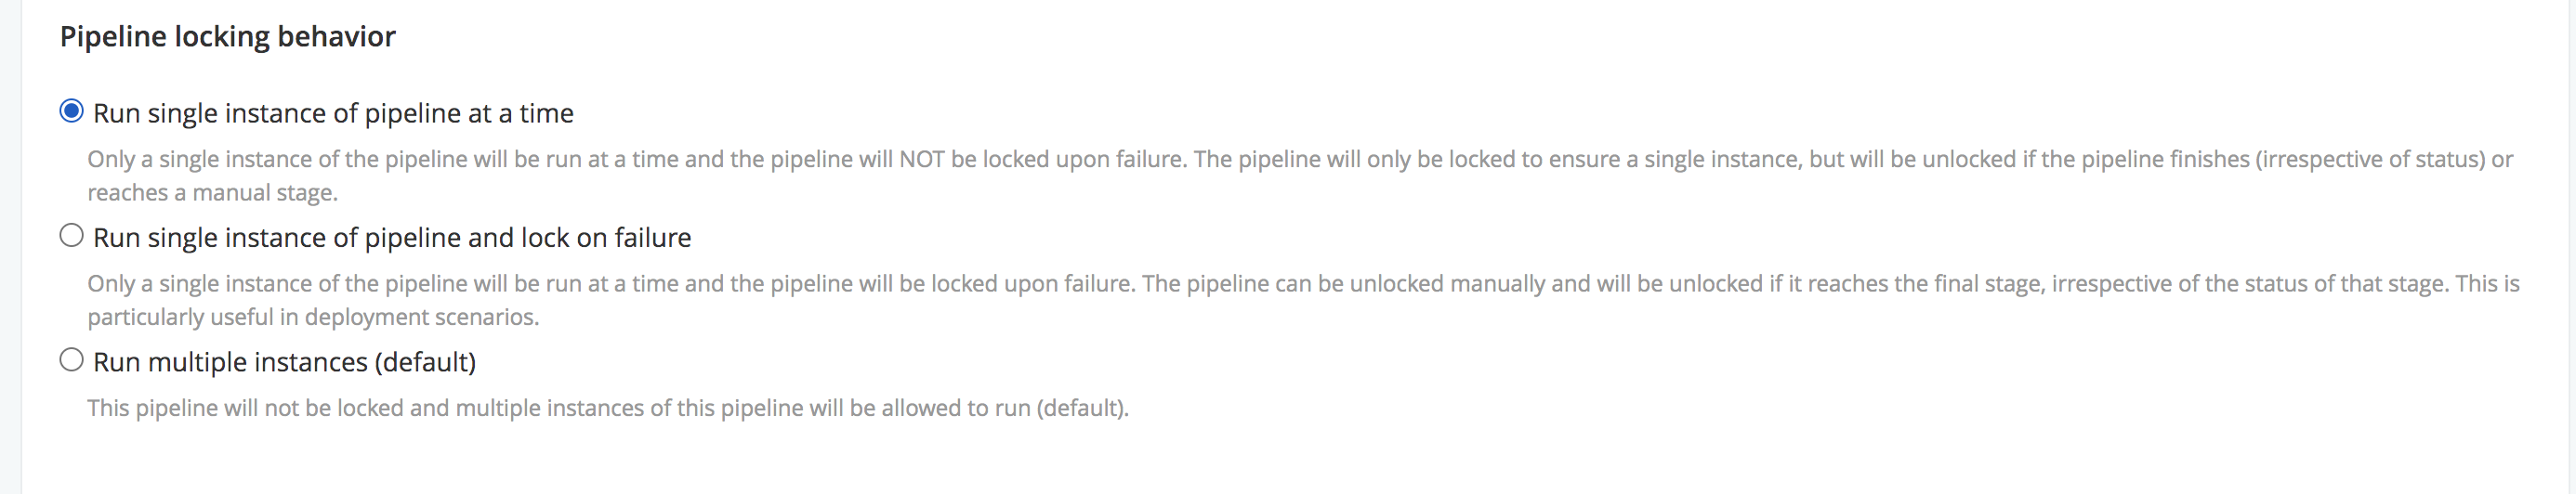 Pipeline locking behavior
Run single instance of pipeline at a time
Only a single instance of the pipeline will be run at a time and the pipeline will NOT be locked upon failure. The pipeline will only be locked to ensure a single instance, but will be unlocked if the pipeline finishes (irrespective of status) or
reaches a manual stage.
Run single instance of pipeline and lock on failure
Only a single instance of the pipeline will be run at a time and the pipeline will be locked upon failure. The pipeline can be unlocked manually and will be unlocked if it reaches the final stage, irrespective of the status of that stage. This is
particularly useful in deployment scenarios.
Run multiple instances (default)
This pipeline will not be locked and multiple instances of this pipeline will be allowed to run (default).